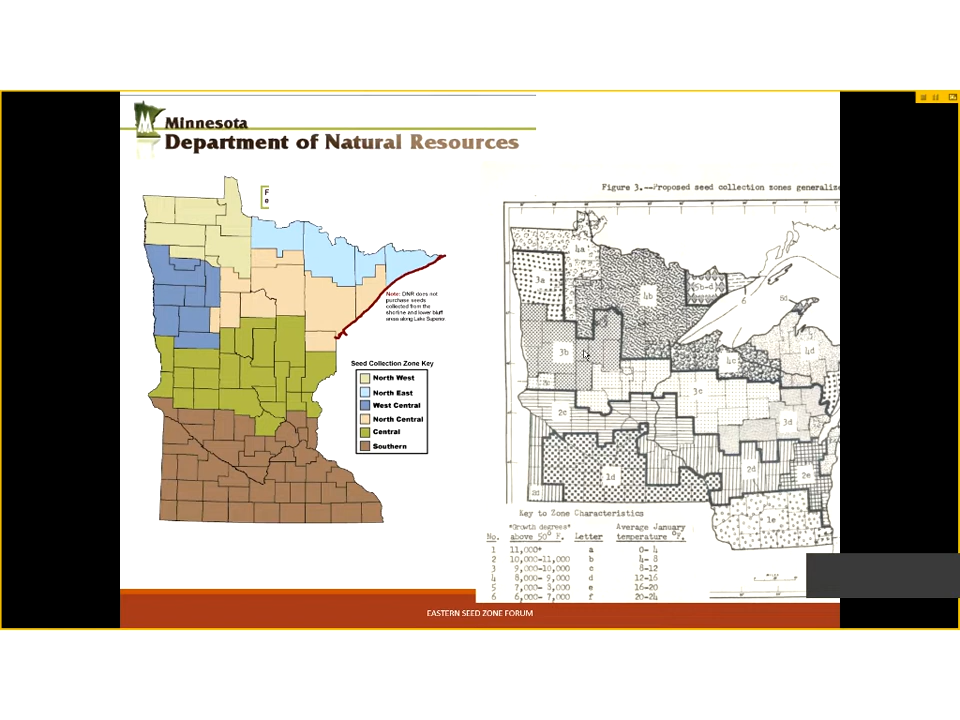 Minnesota
Department of Natural Resources
F
e
Note: DNR does not
purchase seeds
collected from the
shoreline and lower bluff
areas along Lake Superior
Seed Collection Zone Key
North West
North East
West Central
North Central
Central
Southern
Figure 3.--Proposed seed collection zones generalize
4a
3a
4b
5b-d
6
6d
3b
4c
4d
3c
2c
3d
1d
2d
2e
1e
Key to Zone Characteristics
"Growth degrees" Average January
No. above 50° F. Letter temperature °F.
1 11,000+ a 0- 4
2 10,000-11,000 b 4- 8
3 9,000-10,000 c 8-12
4 8,000- 9,000 d 12-16
5 7,000- 8,000 e 16-20
6 6,000- 7,000 f 20-24
EASTERN SEED ZONE FORUM